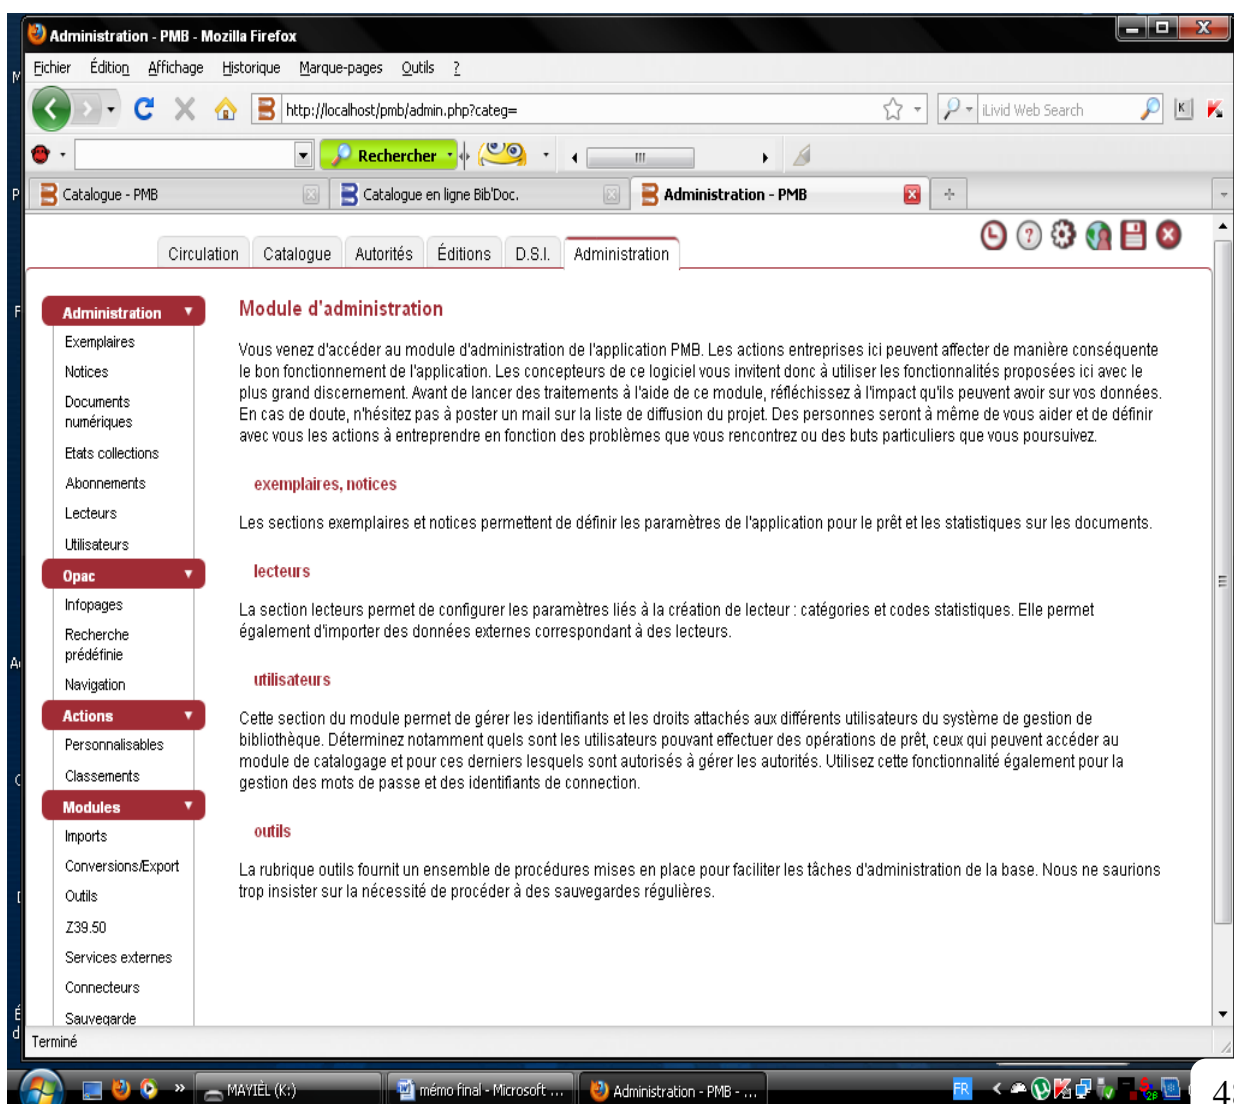 Administration - PMB - Mozilla Firefox
Fichier Édition Affichage Historique Marque-pages Outils ?
http://localhost/pmb/admin.php?categ=
iLivid Web Search
Rechercher
Catalogue - PMB
Catalogue en ligne Bib'Doc.
Administration - PMB
Circulation Catalogue Autorités Éditions D.S.I. Administration
Administration
Exemplaires
Notices
Documents
numériques
Etats collections
Abonnements
Lecteurs
Utilisateurs
Opac
Infopages
Recherche
prédéfinie
Navigation
Actions
Personnalisables
Classements
Modules
Imports
Conversions/Export
Outils
Z39.50
Services externes
Connecteurs
Sauvegarde
Module d'administration
Vous venez d'accéder au module d'administration de l'application PMB. Les actions entreprises ici peuvent affecter de manière conséquente
le bon fonctionnement de l'application. Les concepteurs de ce logiciel vous invitent donc à utiliser les fonctionnalités proposées ici avec le
plus grand discernement. Avant de lancer des traitements à l'aide de ce module, réfléchissez à l'impact qu'ils peuvent avoir sur vos données.
En cas de doute, n'hésitez pas à poster un mail sur la liste de diffusion du projet. Des personnes seront à même de vous aider et de définir
avec vous les actions à entreprendre en fonction des problèmes que vous rencontrez ou des buts particuliers que vous poursuivez.
exemplaires, notices
Les sections exemplaires et notices permettent de définir les paramètres de l'application pour le prêt et les statistiques sur les documents.
lecteurs
La section lecteurs permet de configurer les paramètres liés à la création de lecteur : catégories et codes statistiques. Elle permet
également d'importer des données externes correspondant à des lecteurs.
utilisateurs
Cette section du module permet de gérer les identifiants et les droits attachés aux différents utilisateurs du système de gestion de
bibliothèque. Déterminez notamment quels sont les utilisateurs pouvant effectuer des opérations de prêt, ceux qui peuvent accéder au
module de catalogage et pour ces derniers lesquels sont autorisés à gérer les autorités. Utilisez cette fonctionnalité également pour la
gestion des mots de passe et des identifiants de connection.
outils
La rubrique outils fournit un ensemble de procédures mises en place pour faciliter les tâches d'administration de la base. Nous ne saurions
trop insister sur la nécessité de procéder à des sauvegardes régulières.
Terminé
MAYIÈL (K:)
mémo final - Microsoft ...
Administration - PMB - ...
FR